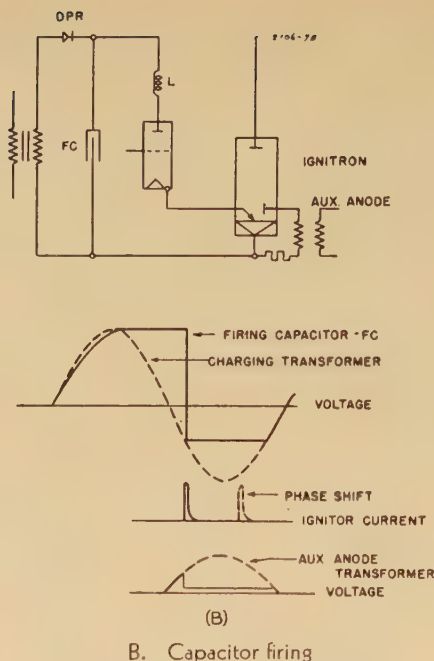 DPR
L
FC
IGNITRON
AUX. ANODE
FIRING CAPACITOR-FC
CHARGING TRANSFORMER
VOLTAGE
PHASE SHIFT
IGNITOR CURRENT
AUX ANODE
TRANSFORMER
VOLTAGE
(B)
B. Capacitor firing